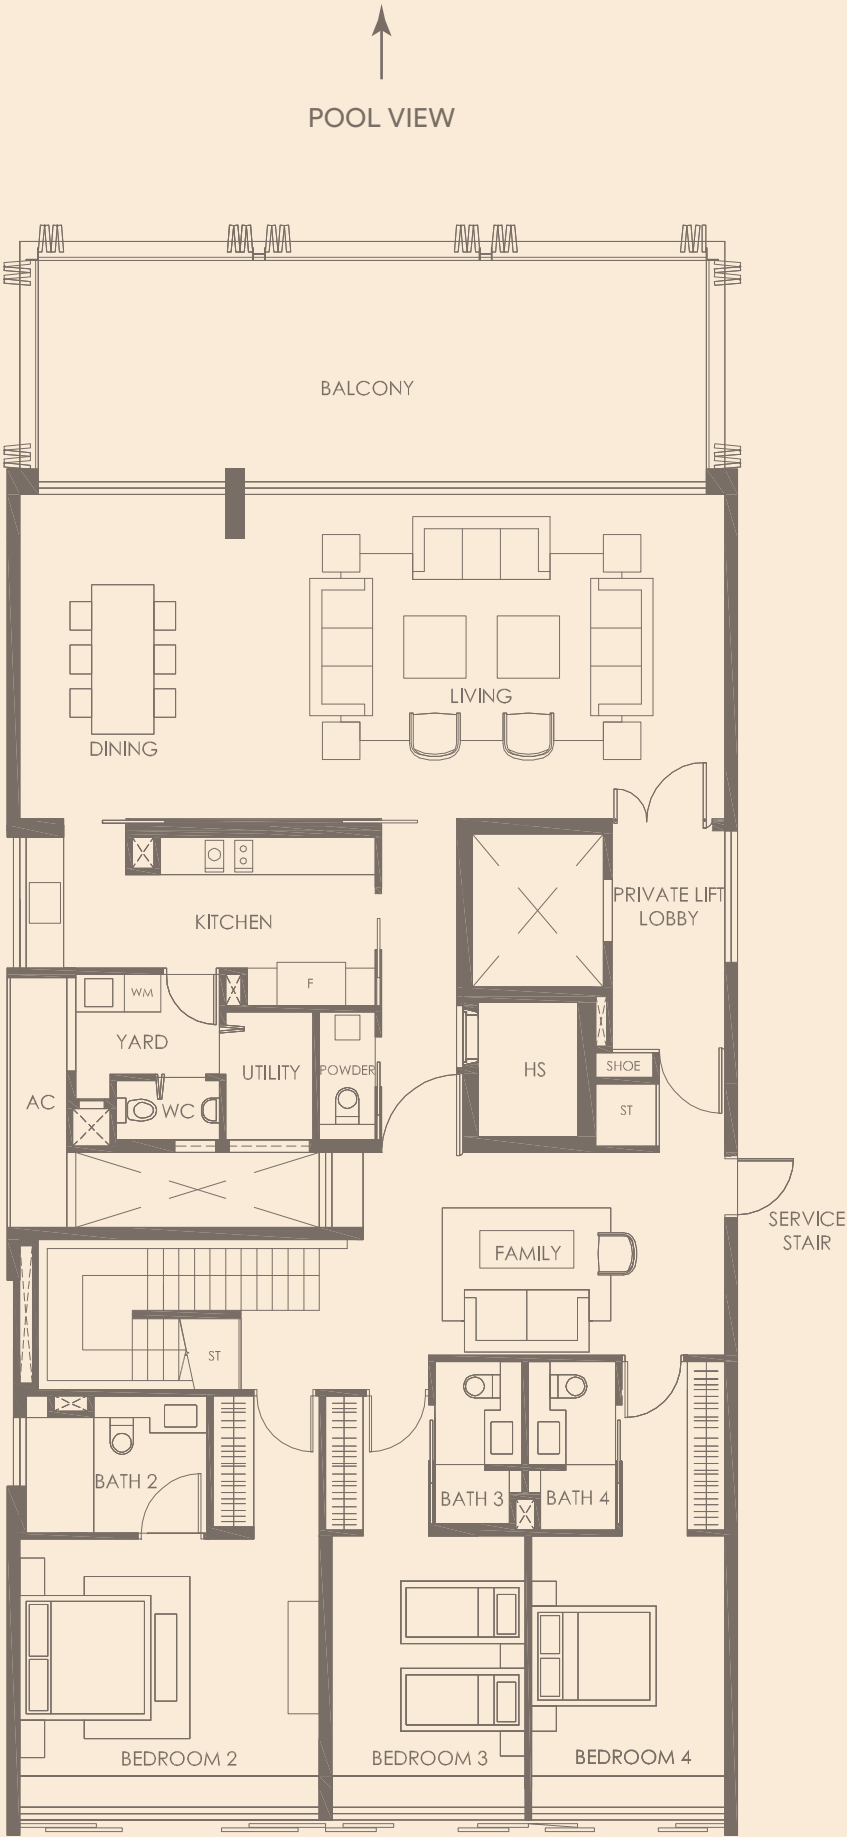 POOL VIEW
BALCONY
LIVING
DINING
PRIVATE LIFT
LOBBY
KITCHEN
F
WM
YARD
UTILITY
POWDER
HS
SHOE
AC
WC
ST
SERVICE
STAIR
FAMILY
ST
BATH 2
BATH 3
BATH 4
BEDROOM 2
BEDROOM 3
BEDROOM 4